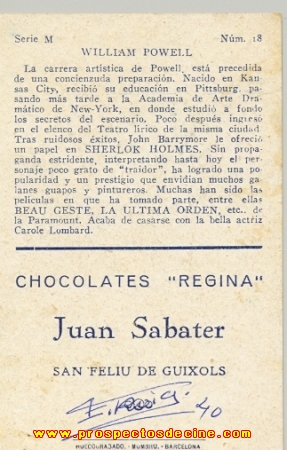 Serie M Núm. 18
WILLIAM POWELL
La carrera artística de Powell, está precedida
de una concienzuda preparación. Nacido en Kan-
sas City, recibió su educación en Pittsburg, pa-
sando más tarde a la Academia de Arte Dra-
mático de New-York, en donde estudió a fondo
los secretos del escenario. Poco después ingresó
en el elenco del Teatro lírico de la misma ciudad
Tras ruidosos éxitos, John Barrymore le ofreció
un papel en SHERLOK HOLMES. Sin propa-
ganda estridente, interpretando hasta hoy el per-
sonaje poco grato de "traidor", ha logrado una po-
pularidad y un prestigio que envidian muchos ga-
lanes guapos y pintureros. Muchas han sido las
películas en que ha tomado parte, entre ellas
BEAU GESTE, LA ULTIMA ORDEN, etc., de
la Paramount. Acaba de casarse con la bella actriz
Carole Lombard.
CHOCOLATES "REGINA"
Juan Sabater
SAN FELIU DE GUIXOLS
40
www.prospectosdecine.com
HUECOGRABADO, - MUMBRÚ, - BARCELONA